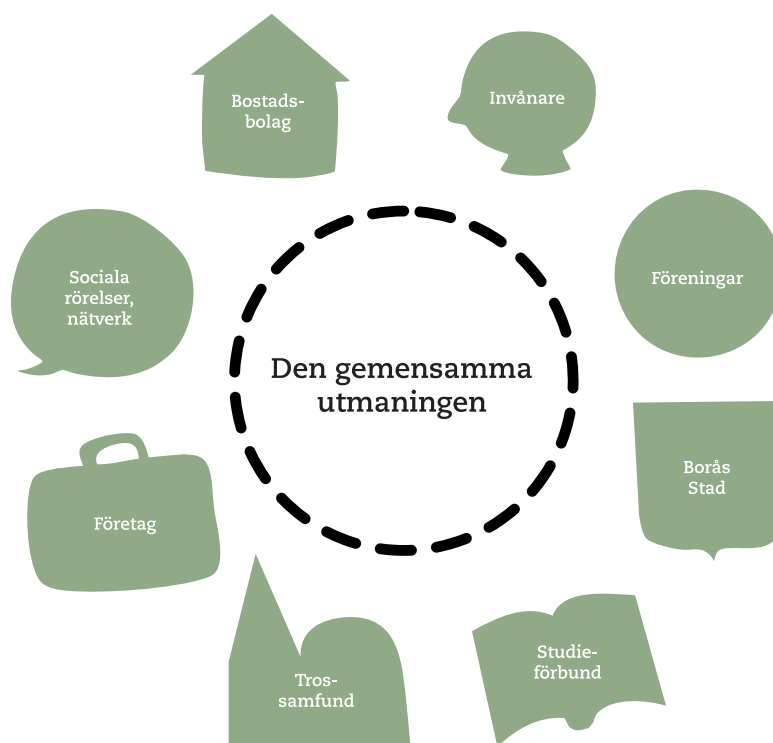 Bostads-
bolag
Invånare
Sociala
rörelser,
nätverk
Föreningar
Den gemensamma
utmaningen
Borås
Stad
Företag
Studie-
förbund
Tros-
samfund